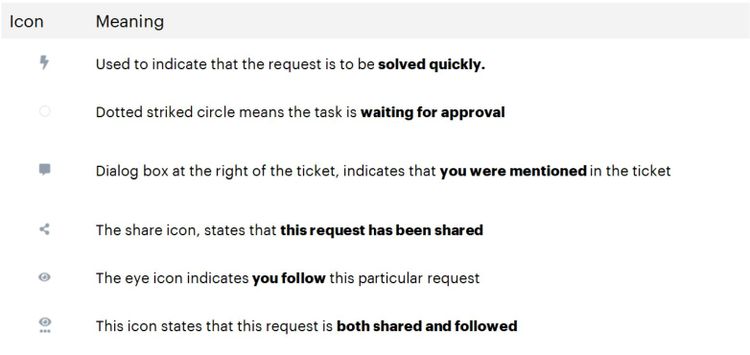 Icon Meaning
Used to indicate that the request is to be solved quickly.
Dotted striked circle means the task is waiting for approval
Dialog box at the right of the ticket, indicates that you were mentioned in the ticket
The share icon, states that this request has been shared
The eye icon indicates you follow this particular request
This icon states that this request is both shared and followed